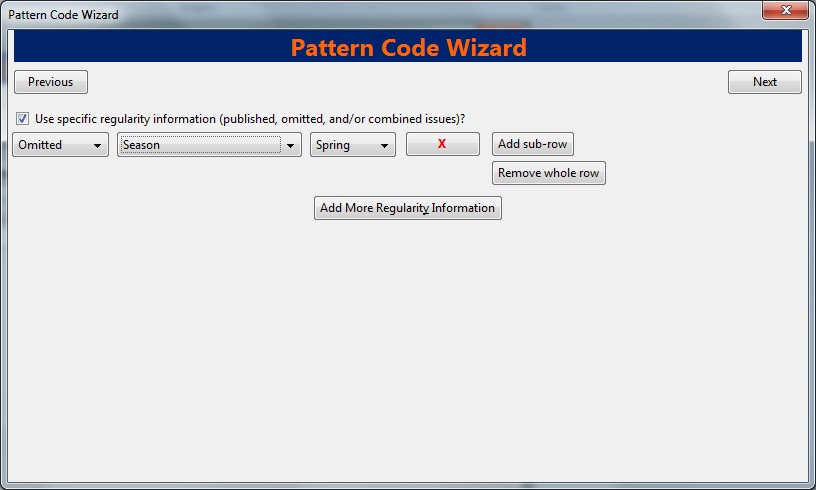 Pattern Code Wizard
Pattern Code Wizard
Previous
Next
Use specific regularity information (published, omitted, and/or combined issues)?
Omitted Season Spring X Add sub-row
Remove whole row
Add More Regularity Information